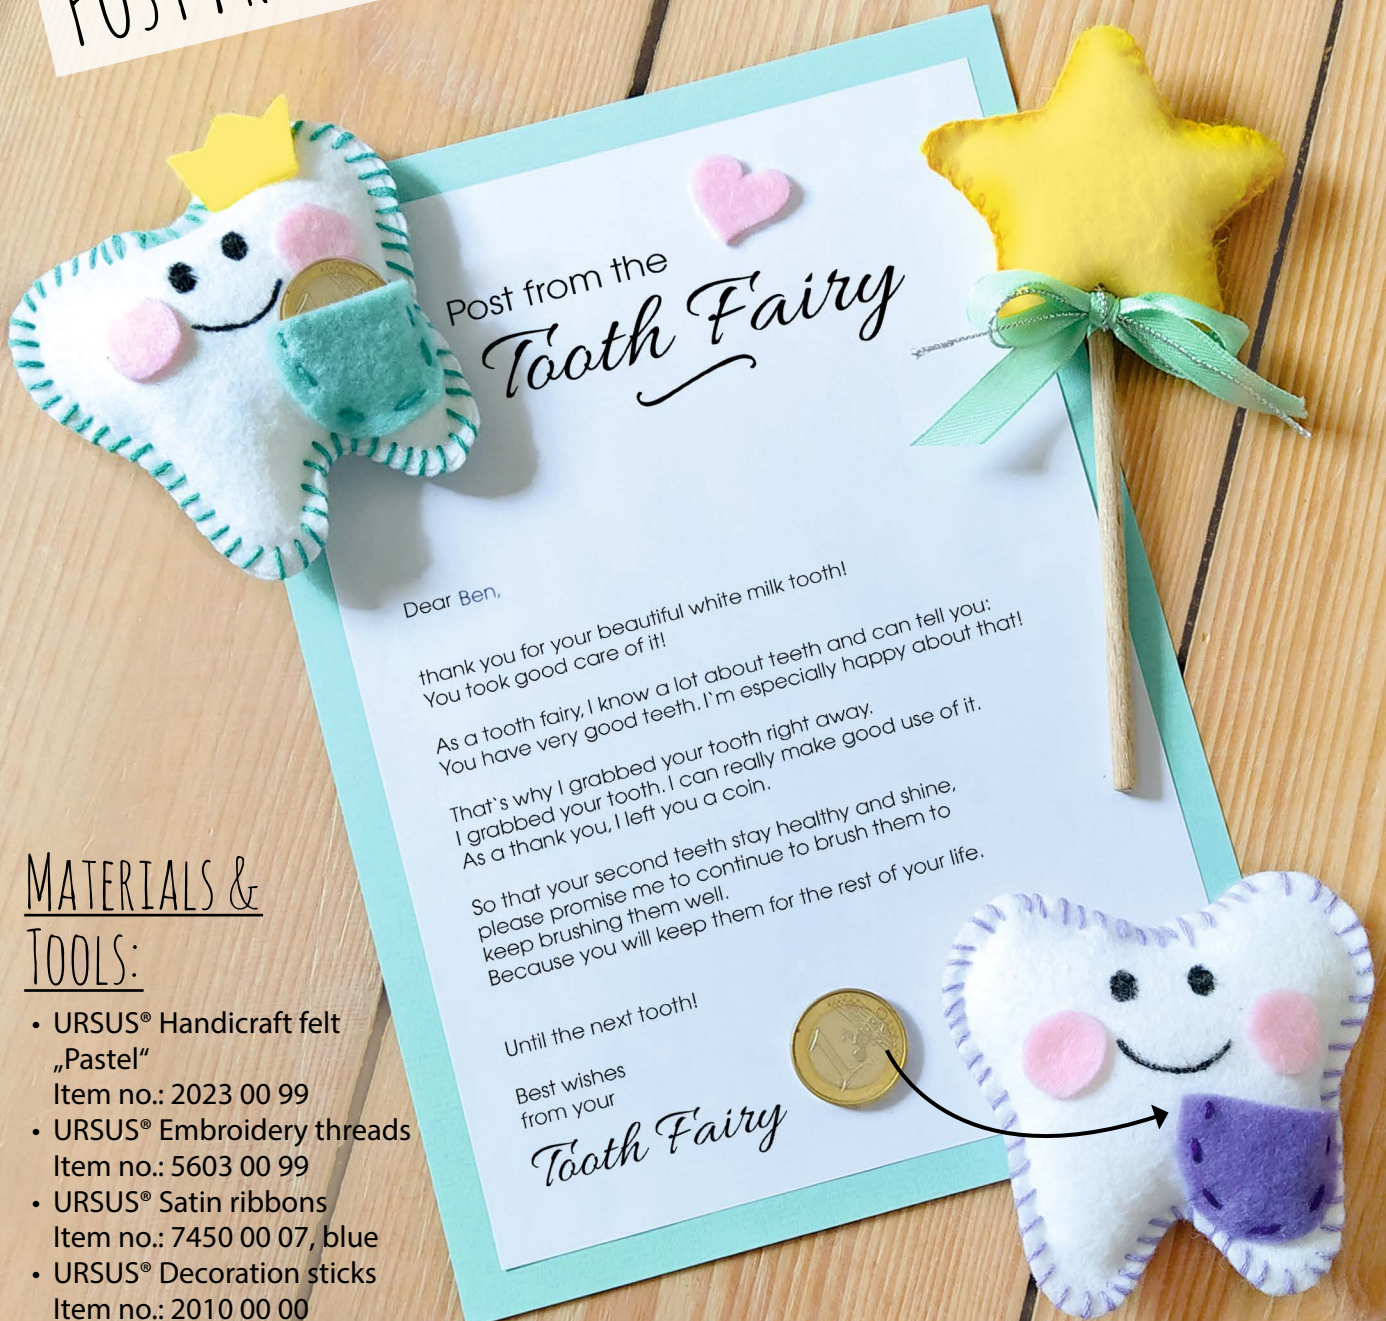 POST FR
Post from the
Tooth Fairy
Dear Ben,
thank you for your beautiful white milk tooth!
You took good care of it!
As a tooth fairy, I know a lot about teeth and can tell you:
You have very good teeth. I`m especially happy about that!
That`s why I grabbed your tooth right away.
I grabbed your tooth. I can really make good use of it.
As a thank you, I left you a coin.
So that your second teeth stay healthy and shine,
please promise me to continue to brush them to
keep brushing them well.
Because you will keep them for the rest of your life.
Until the next tooth!
Best wishes
from your
Tooth Fairy
1
MATERIALS &
TOOLS:
• URSUS® Handicraft felt
„Pastel“
Item no.: 2023 00 99
• URSUS® Embroidery threads
Item no.: 5603 00 99
• URSUS® Satin ribbons
Item no.: 7450 00 07, blue
• URSUS® Decoration sticks
Item no.: 2010 00 00